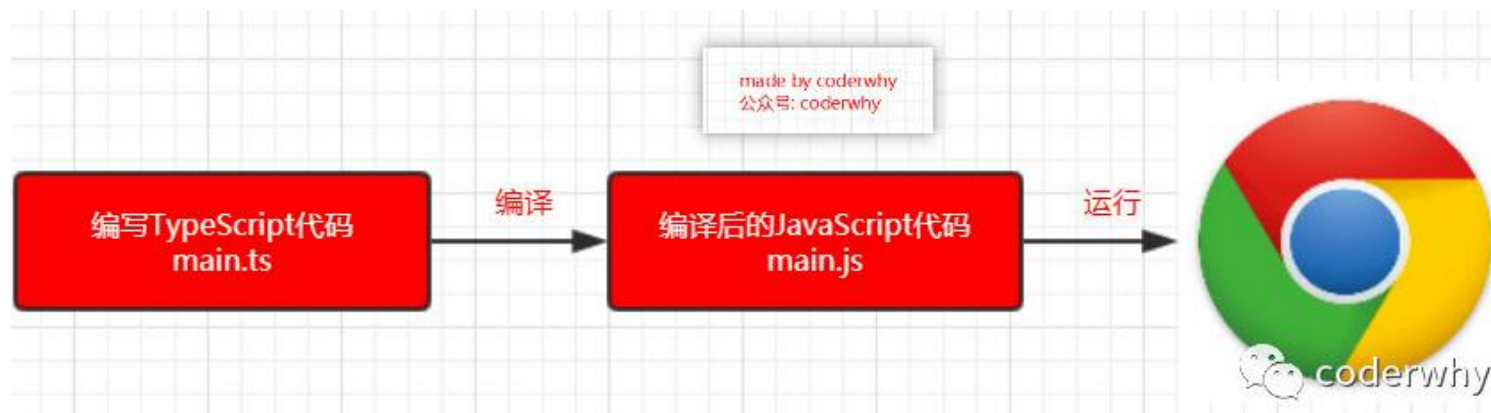 made by coderwhy
公众号: coderwhy
编写TypeScript代码
main.ts
编译
编译后的JavaScript代码
main.js
运行
coderwhy